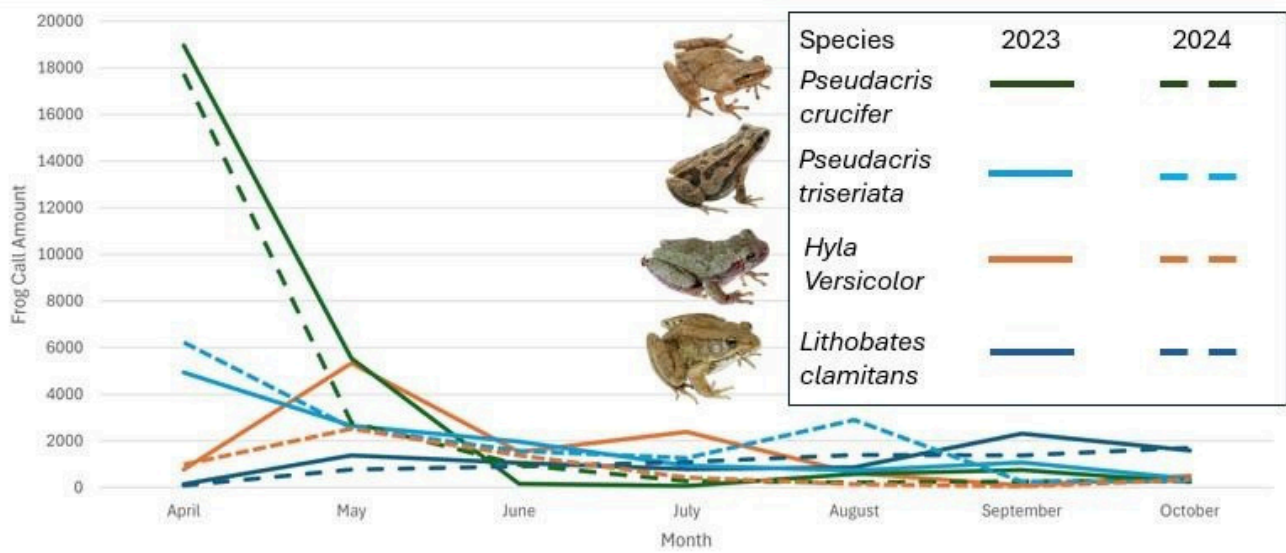 20000
18000
16000
14000
12000
10000
8000
6000
4000
2000
0
Frog Call Amount
April May June July August September October
Month
Species 2023 2024
Pseudacris
crucifer
Pseudacris
triseriata
Hyla
Versicolor
Lithobates
clamitans